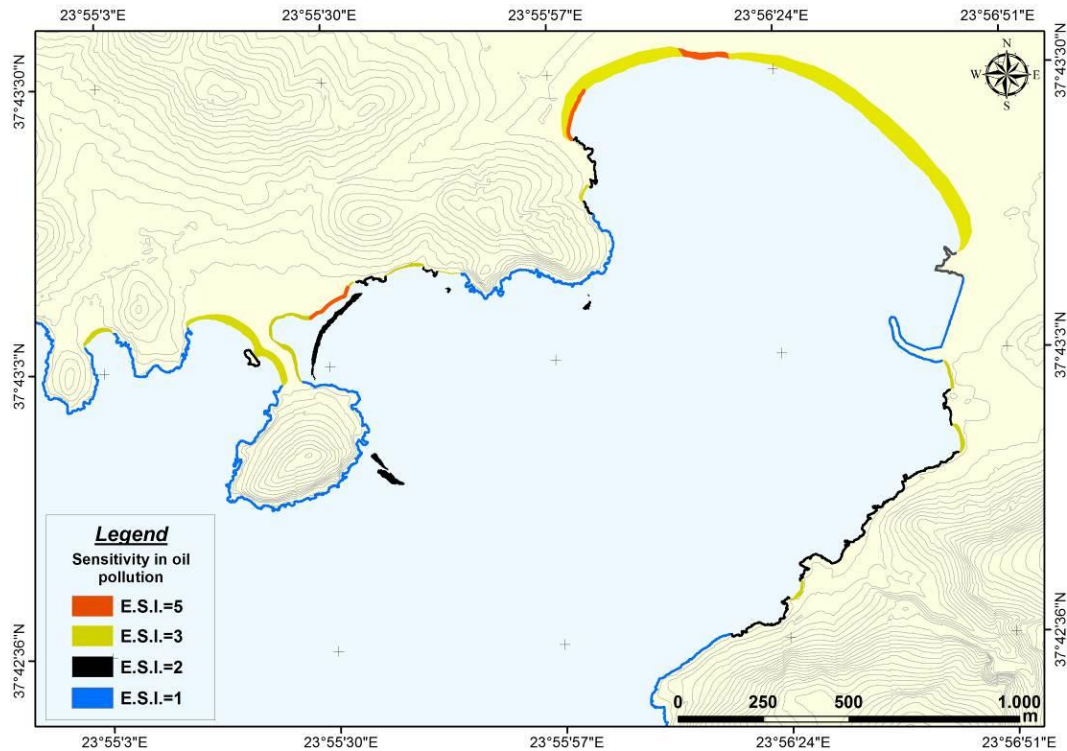 23°55'3"E 23°55'30"E 23°55'57"E 23°56'24"E 23°56'51"E
N
W E
S
37°43'30"N 37°43'30"N
37°43'3"N 37°43'3"N
37°42'36"N 37°42'36"N
Legend
Sensitivity in oil
pollution
E.S.I.=5
E.S.I.=3
E.S.I.=2
E.S.I.=1
0 250 500 1.000
m
23°55'3"E 23°55'30"E 23°55'57"E 23°56'24"E 23°56'51"E